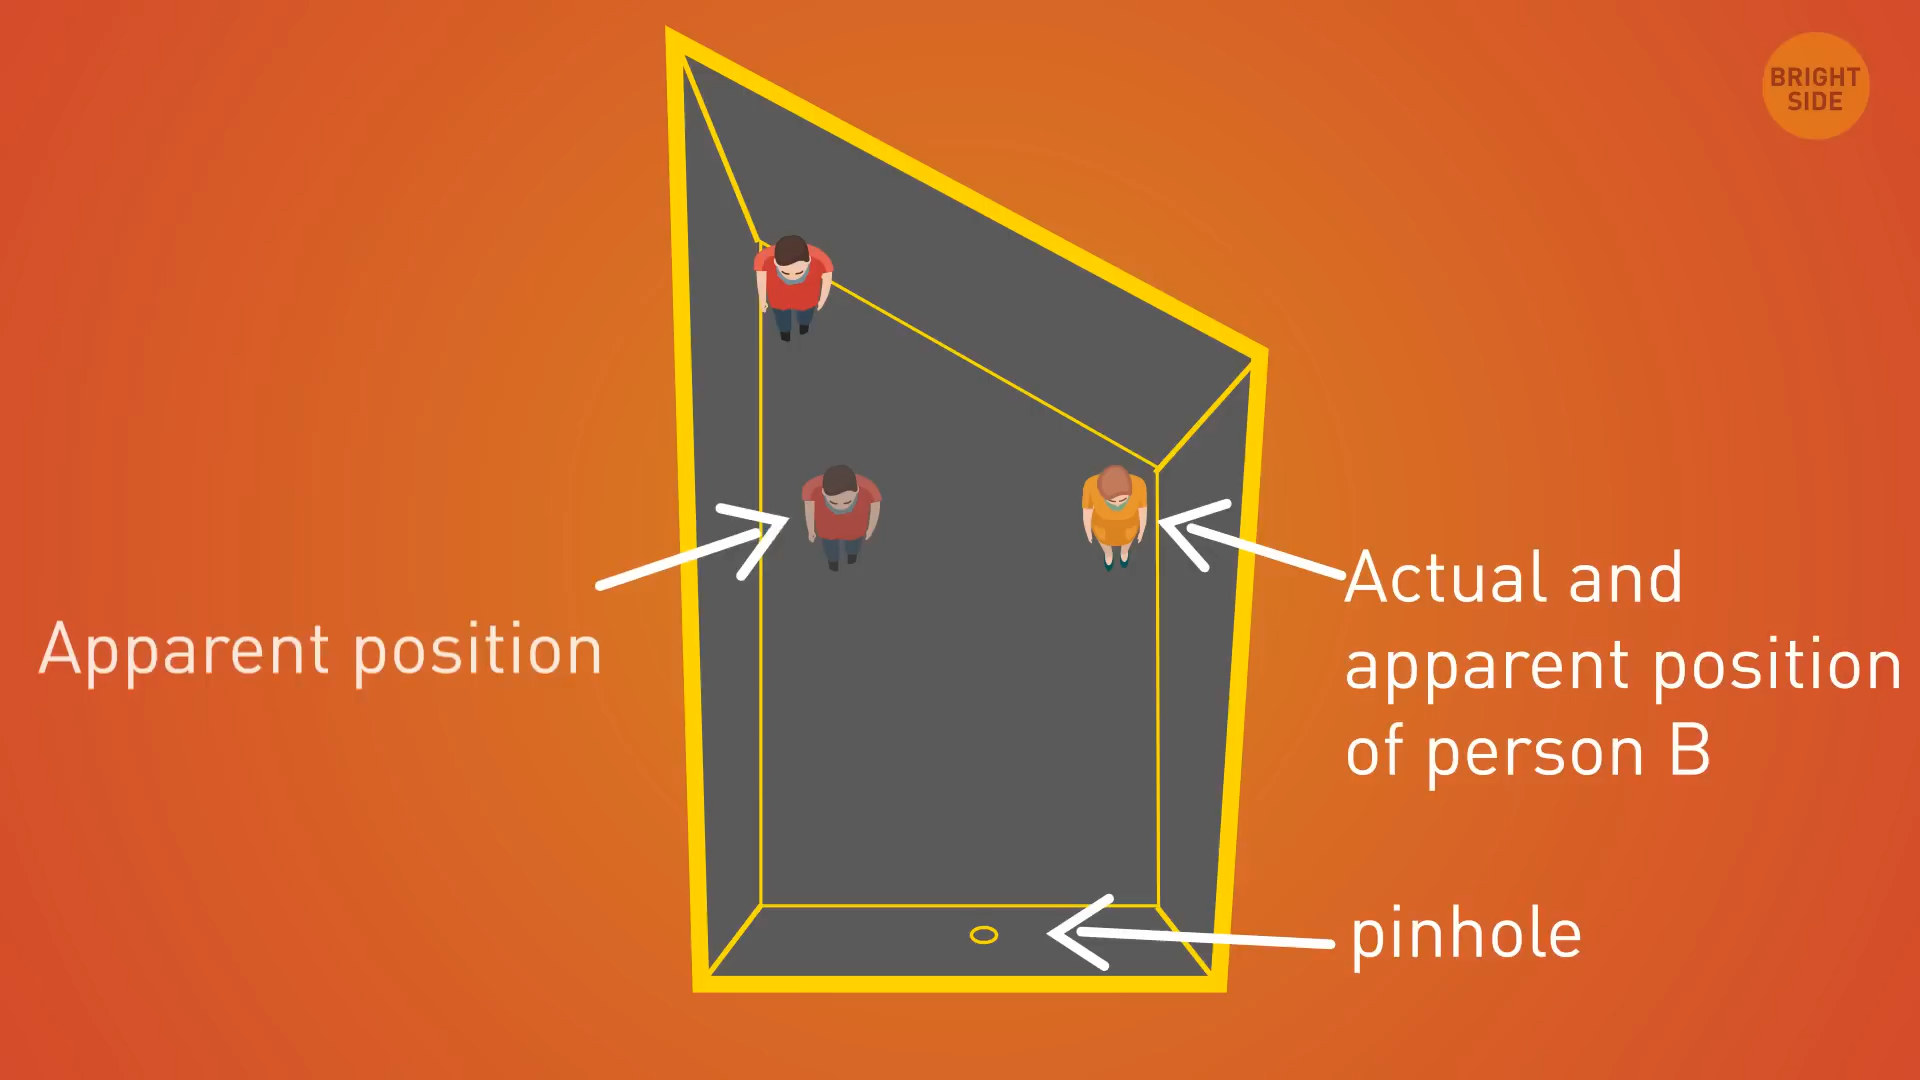 BRIGHT
SIDE
Apparent position
Actual and
apparent position
of person B
pinhole